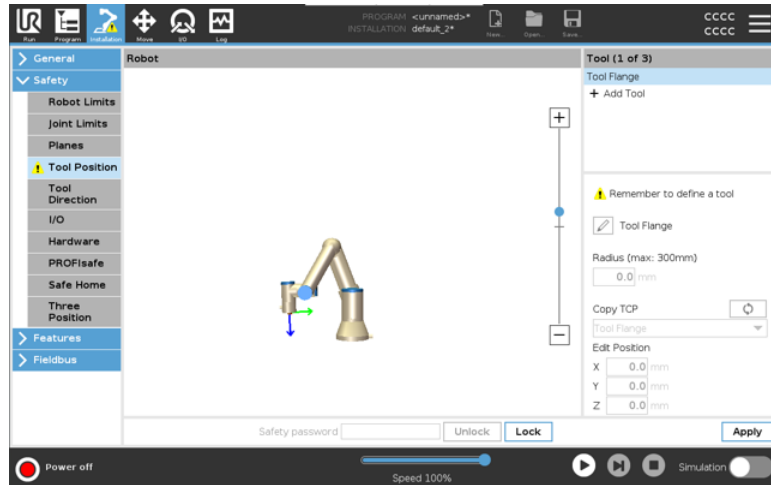 PROGRAM <unnamed>*
INSTALLATION default_2*
CCCC
CCCC
Run Program Installation Move I/O Log New... Open... Save...
General
Safety
Robot Limits
Joint Limits
Planes
Tool Position
Tool
Direction
I/O
Hardware
PROFIsafe
Safe Home
Three
Position
Features
Fieldbus
Robot
Tool (1 of 3)
Tool Flange
+ Add Tool
Remember to define a tool
Tool Flange
Radius (max: 300mm)
0.0 mm
Copy TCP
Tool Flange
Edit Position
X 0.0 mm
Y 0.0 mm
Z 0.0 mm
Safety password Unlock Lock Apply
Power off
Speed 100%
Simulation